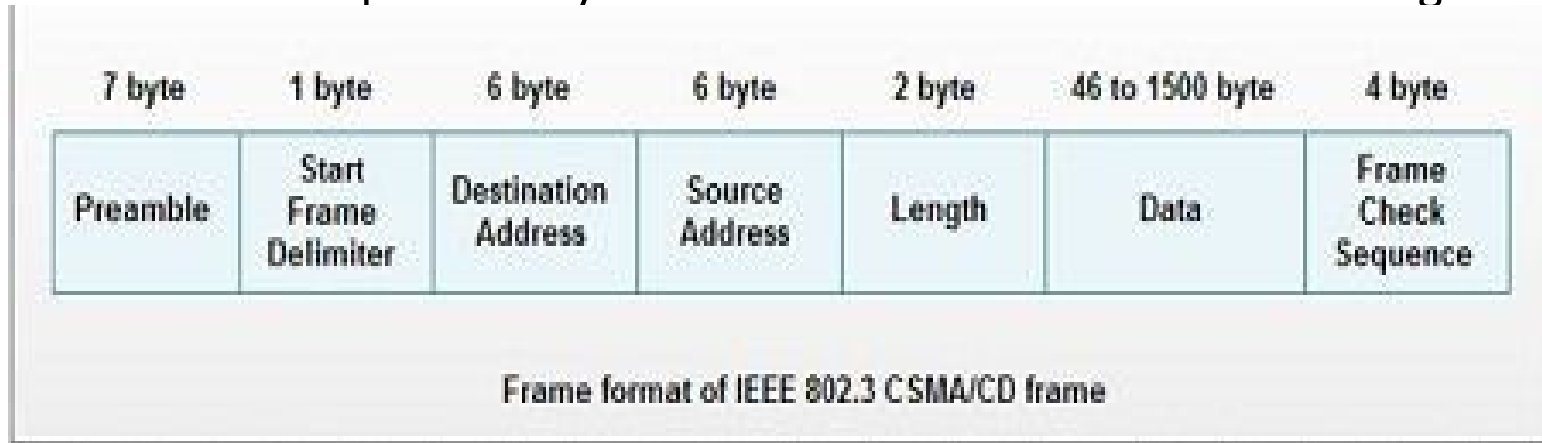 7 byte 1 byte 6 byte 6 byte 2 byte 46 to 1500 byte 4 byte
Preamble
Start
Frame
Delimiter
Destination
Address
Source
Address
Length
Data
Frame
Check
Sequence
Frame format of IEEE 802.3 CSMA/CD frame